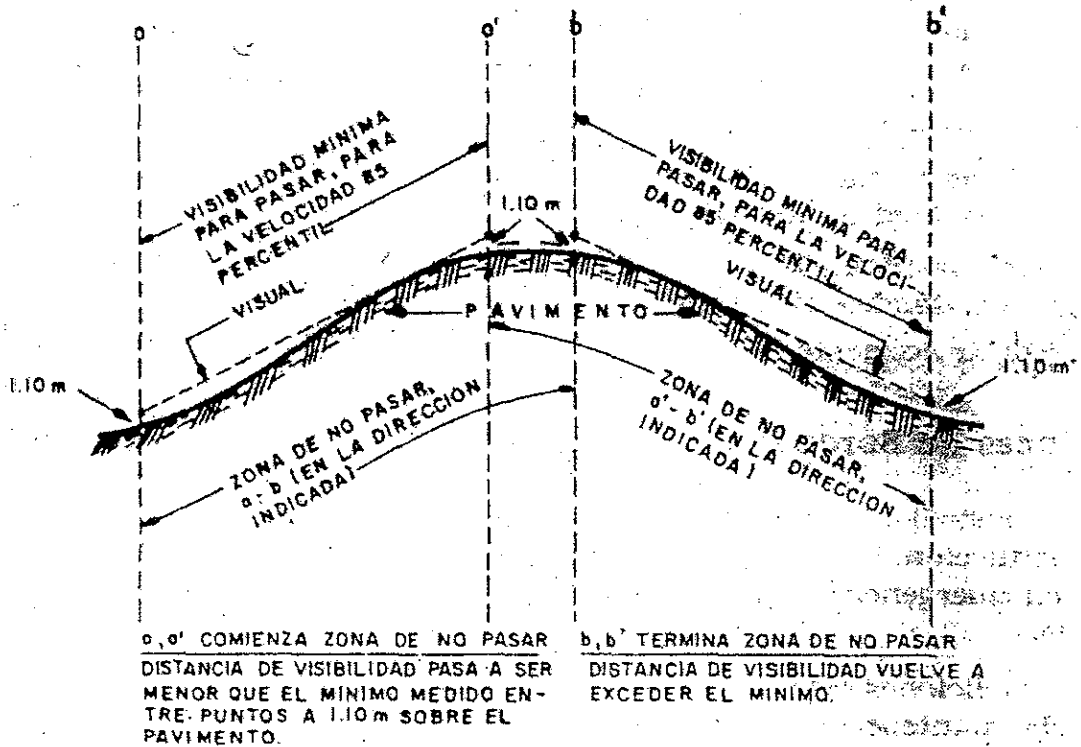 a
a'
b
b'
VISIBILIDAD MINIMA
PARA PASAR, PARA
LA VELOCIDAD 85
PERCENTIL
VISIBILIDAD MINIMA PARA
PASAR, PARA LA VELOCI-
DAD 85 PERCENTIL.
1.10 m
VISUAL
VISUAL
PAVIMENTO
1.10 m
1.10 m
ZONA DE NO PASAR,
a-b (EN LA DIRECCION
INDICADA)
ZONA DE NO PASAR,
a'-b' (EN LA DIRECCION
INDICADA)
a, a' COMIENZA ZONA DE NO PASAR
DISTANCIA DE VISIBILIDAD PASA A SER
MENOR QUE EL MINIMO MEDIDO EN-
TRE PUNTOS A 1.10 m SOBRE EL
PAVIMENTO.
b, b' TERMINA ZONA DE NO PASAR
DISTANCIA DE VISIBILIDAD VUELVE A
EXCEDER EL MINIMO.